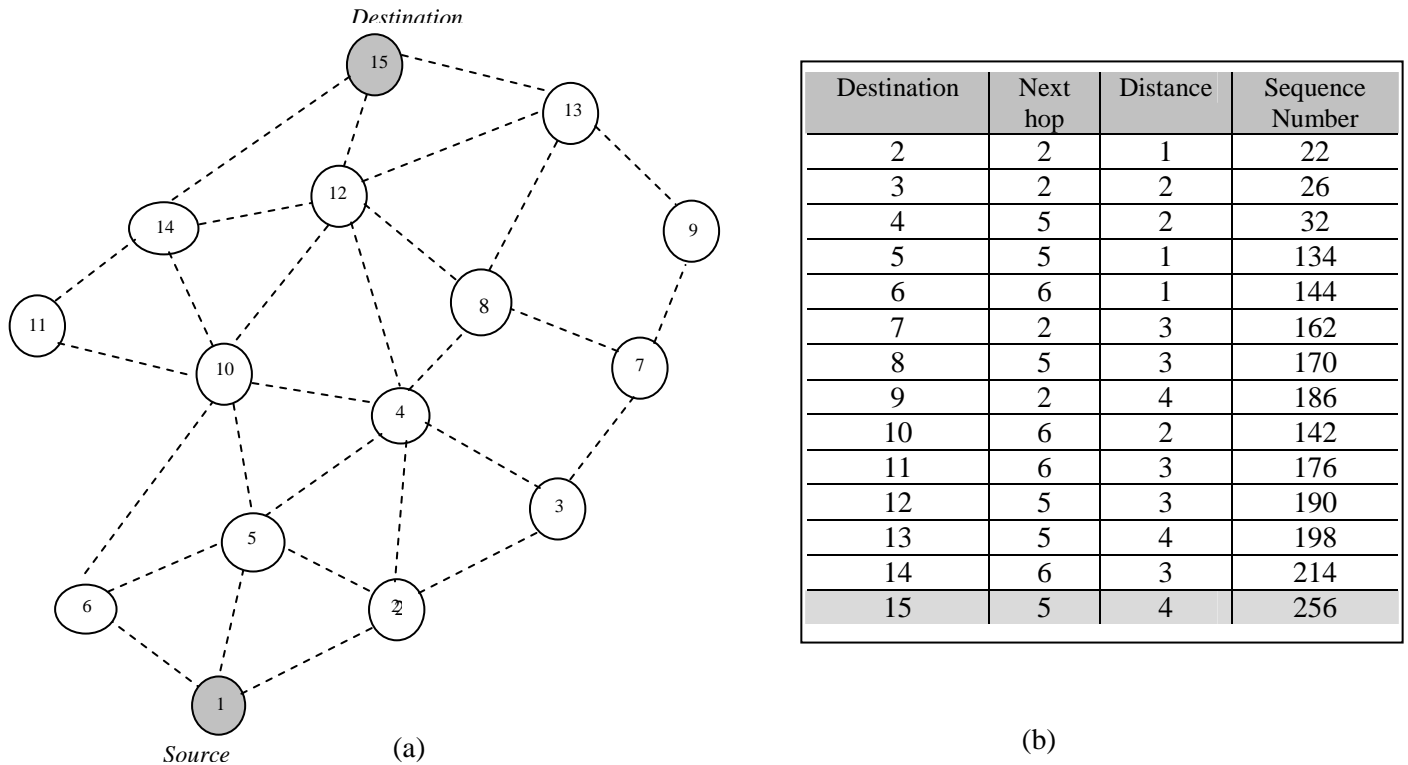 Destination
15
13
12
14
9
8
11
10
7
4
3
5
6
2
2
1
Source
(a)
Destination Next hop Distance Sequence Number
2 2 1 22
3 2 2 26
4 5 2 32
5 5 1 134
6 6 1 144
7 2 3 162
8 5 3 170
9 2 4 186
10 6 2 142
11 6 3 176
12 5 3 190
13 5 4 198
14 6 3 214
15 5 4 256
(b)